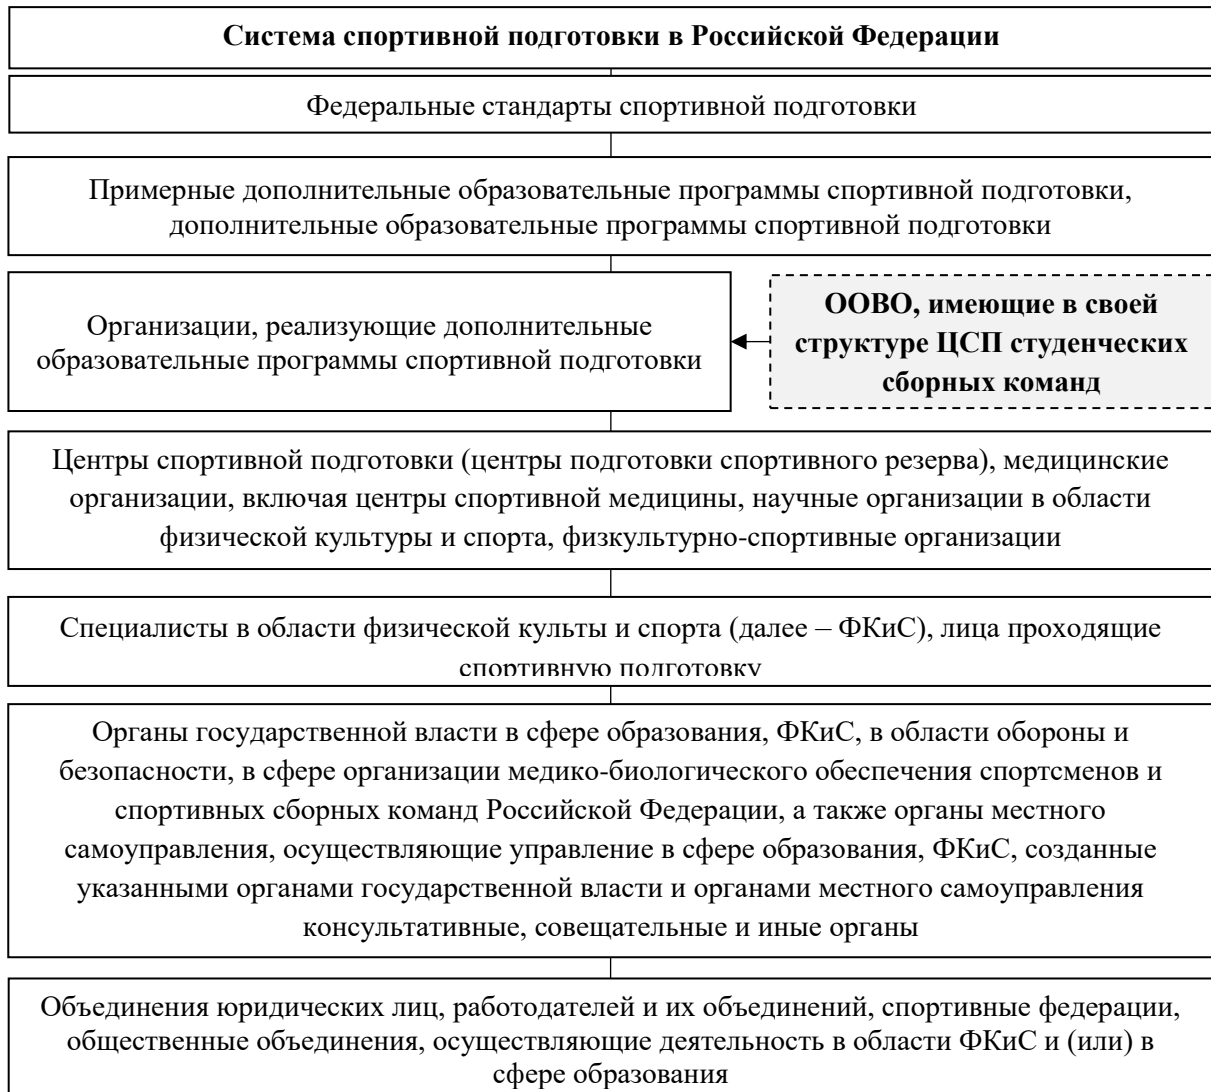 Система спортивной подготовки в Российской Федерации
Федеральные стандарты спортивной подготовки
Примерные дополнительные образовательные программы спортивной подготовки,
дополнительные образовательные программы спортивной подготовки
Организации, реализующие дополнительные
образовательные программы спортивной подготовки
ООВО, имеющие в своей
структуре ЦСП студенческих
сборных команд
Центры спортивной подготовки (центры подготовки спортивного резерва), медицинские
организации, включая центры спортивной медицины, научные организации в области
физической культуры и спорта, физкультурно-спортивные организации
Специалисты в области физической культы и спорта (далее – ФКиС), лица проходящие
спортивную подготовку
Органы государственной власти в сфере образования, ФКиС, в области обороны и
безопасности, в сфере организации медико-биологического обеспечения спортсменов и
спортивных сборных команд Российской Федерации, а также органы местного
самоуправления, осуществляющие управление в сфере образования, ФКиС, созданные
указанными органами государственной власти и органами местного самоуправления
консультативные, совещательные и иные органы
Объединения юридических лиц, работодателей и их объединений, спортивные федерации,
общественные объединения, осуществляющие деятельность в области ФКиС и (или) в
сфере образования